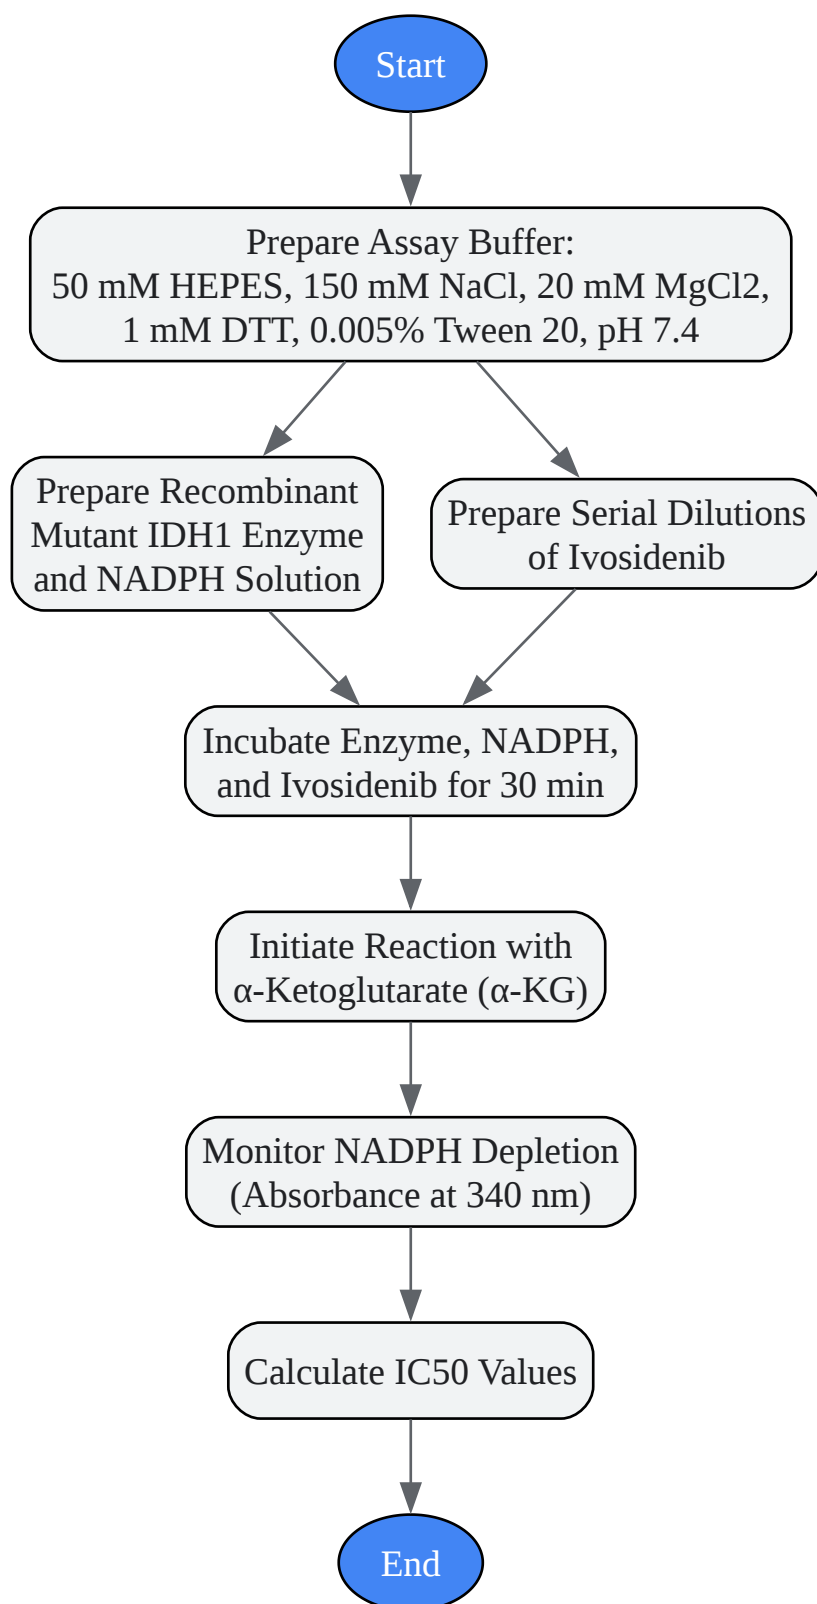 Start
Prepare Assay Buffer:
50 mM HEPES, 150 mM NaCl, 20 mM MgCl2,
1 mM DTT, 0.005% Tween 20, pH 7.4
Prepare Recombinant
Mutant IDH1 Enzyme
and NADPH Solution
Prepare Serial Dilutions
of Ivosidenib
Incubate Enzyme, NADPH,
and Ivosidenib for 30 min
Initiate Reaction with
α-Ketoglutarate (α-KG)
Monitor NADPH Depletion
(Absorbance at 340 nm)
Calculate IC50 Values
End